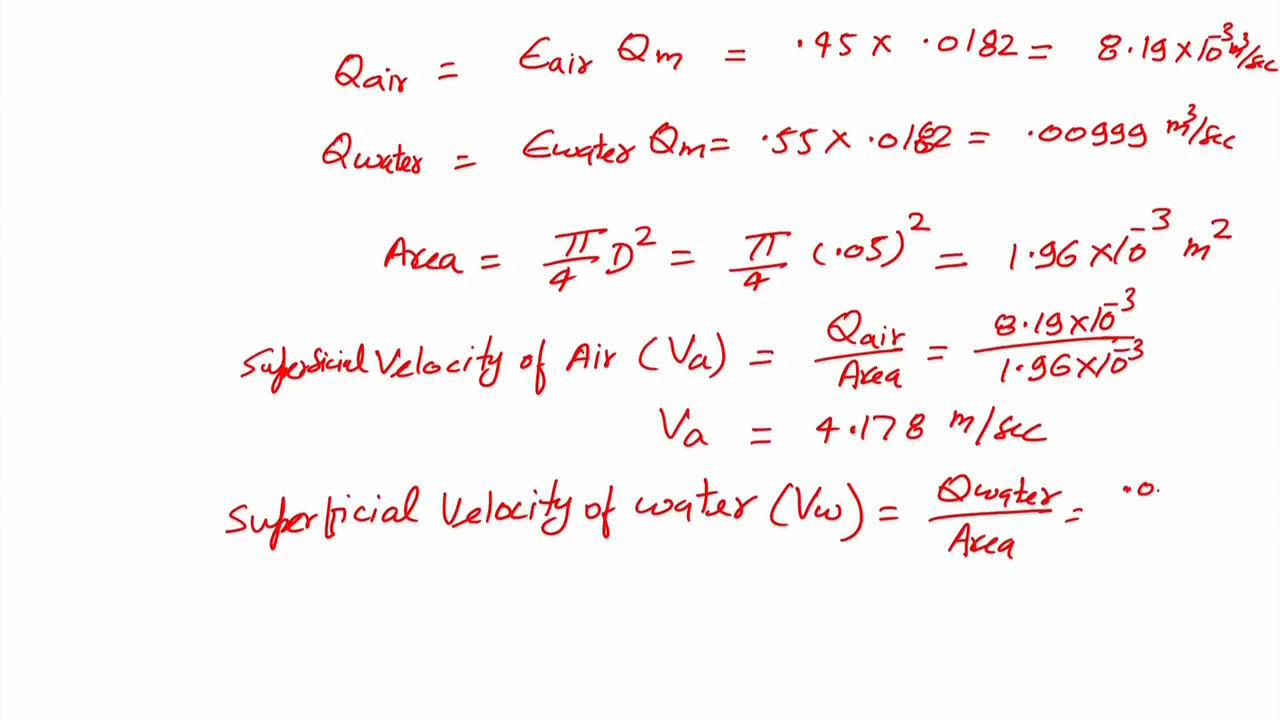 Qair = Eair Qm = .45 × .0182 = 8.19 × 10⁻³ m³/sec
Qwater = Ewater Qm = .55 × .0182 = .00999 m³/sec
Area = π/4 D² = π/4 (.05)² = 1.96 × 10⁻³ m²
Superficial Velocity of Air (Va) = Qair/Area = 8.19 × 10⁻³/1.96 × 10⁻³
Va = 4.178 m/sec
Superficial Velocity of water (Vw) = Qwater/Area = .0.